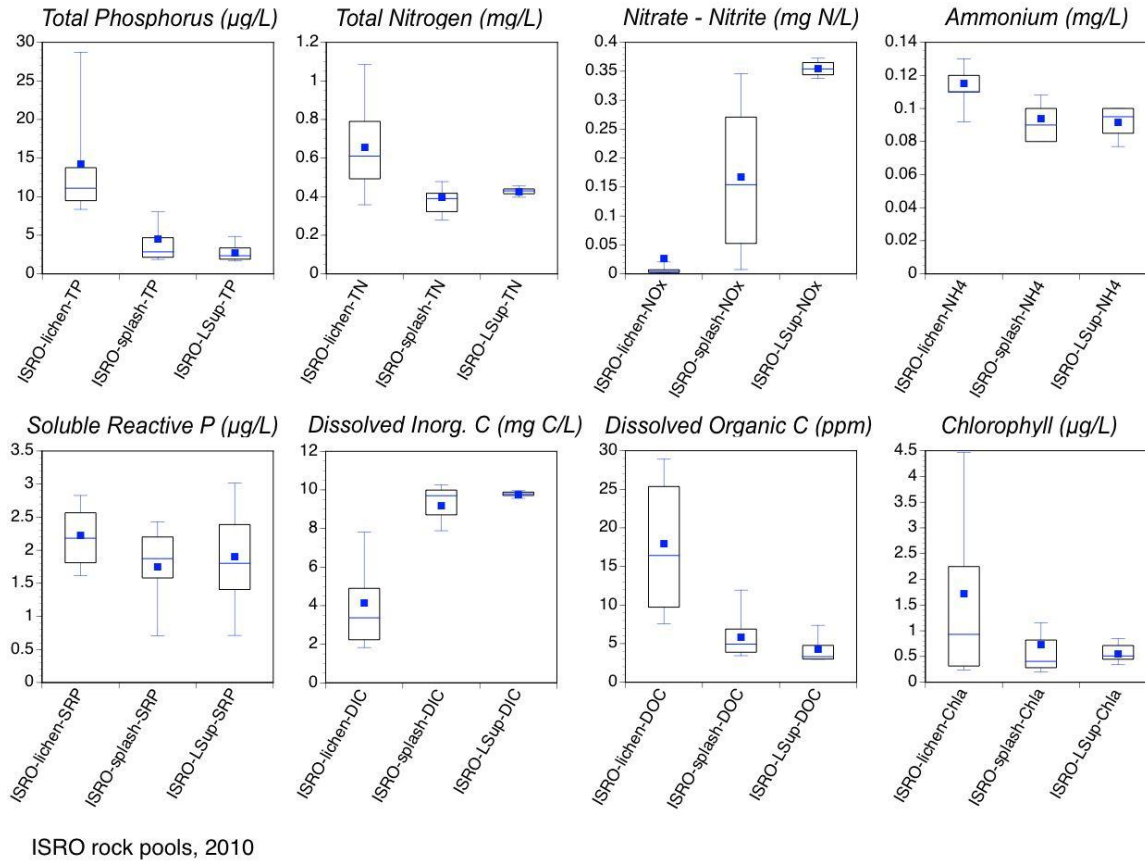 Total Phosphorus (µg/L)
30
25
20
15
10
5
0
ISRO-lichen-TP
ISRO-splash-TP
ISRO-LSup-TP
Total Nitrogen (mg/L)
1.2
1
0.8
0.6
0.4
0.2
0
ISRO-lichen-TN
ISRO-splash-TN
ISRO-LSup-TN
Nitrate - Nitrite (mg N/L)
0.4
0.35
0.3
0.25
0.2
0.15
0.1
0.05
0
ISRO-lichen-NOx
ISRO-splash-NOx
ISRO-LSup-NOx
Ammonium (mg/L)
0.14
0.12
0.1
0.08
0.06
0.04
0.02
0
ISRO-lichen-NH4
ISRO-splash-NH4
ISRO-LSup-NH4
Soluble Reactive P (µg/L)
3.5
3
2.5
2
1.5
1
0.5
0
ISRO-lichen-SRP
ISRO-splash-SRP
ISRO-LSup-SRP
Dissolved Inorg. C (mg C/L)
12
10
8
6
4
2
0
ISRO-lichen-DIC
ISRO-splash-DIC
ISRO-LSup-DIC
Dissolved Organic C (ppm)
30
25
20
15
10
5
0
ISRO-lichen-DOC
ISRO-splash-DOC
ISRO-LSup-DOC
Chlorophyll (µg/L)
4.5
4
3.5
3
2.5
2
1.5
1
0.5
0
ISRO-lichen-Chla
ISRO-splash-Chla
ISRO-LSup-Chla
ISRO rock pools, 2010